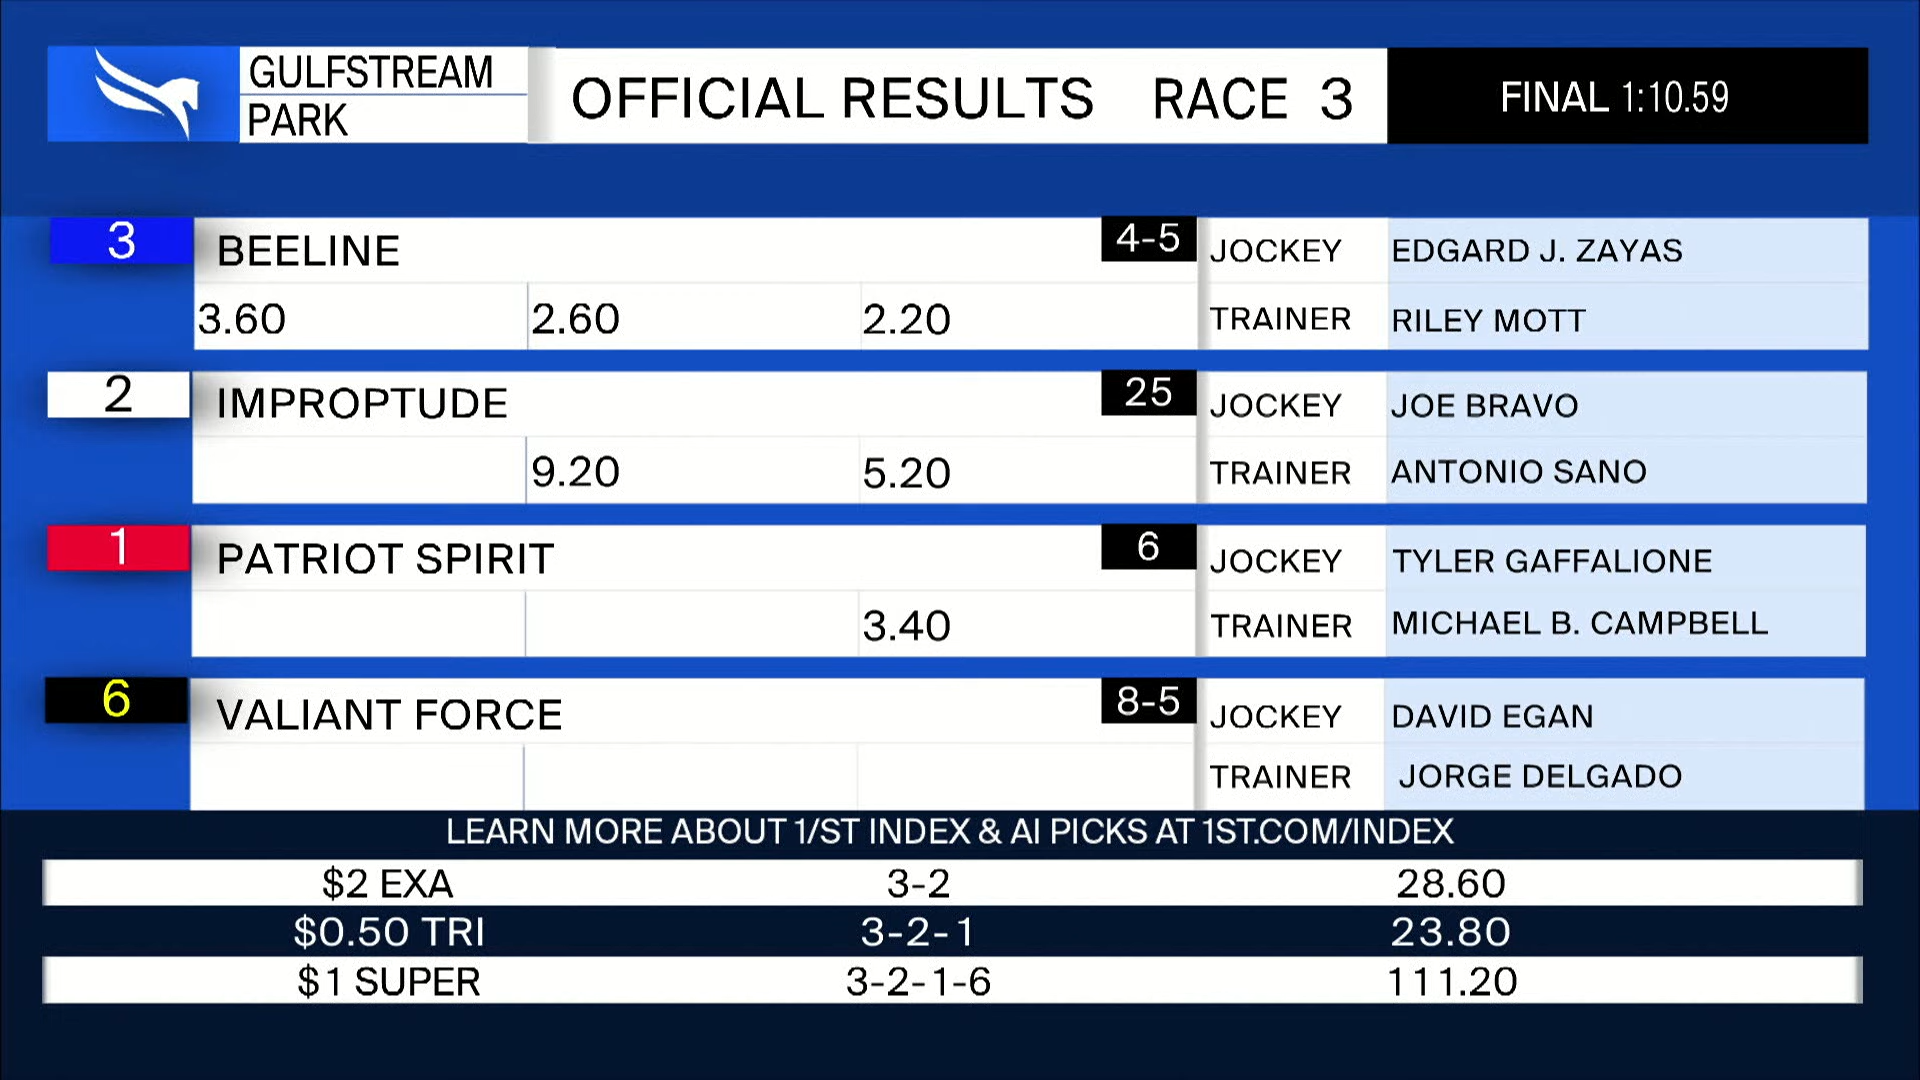 GULFSTREAM
PARK
OFFICIAL RESULTS RACE 3
FINAL 1:10.59
3 BEELINE 4-5 JOCKEY EDGARD J. ZAYAS
3.60 2.60 2.20 TRAINER RILEY MOTT
2 IMPROPTUDE 25 JOCKEY JOE BRAVO
9.20 5.20 TRAINER ANTONIO SANO
1 PATRIOT SPIRIT 6 JOCKEY TYLER GAFFALIONE
3.40 TRAINER MICHAEL B. CAMPBELL
6 VALIANT FORCE 8-5 JOCKEY DAVID EGAN
TRAINER JORGE DELGADO
LEARN MORE ABOUT 1/ST INDEX & AI PICKS AT 1ST.COM/INDEX
$2 EXA 3-2 28.60
$0.50 TRI 3-2-1 23.80
$1 SUPER 3-2-1-6 111.20